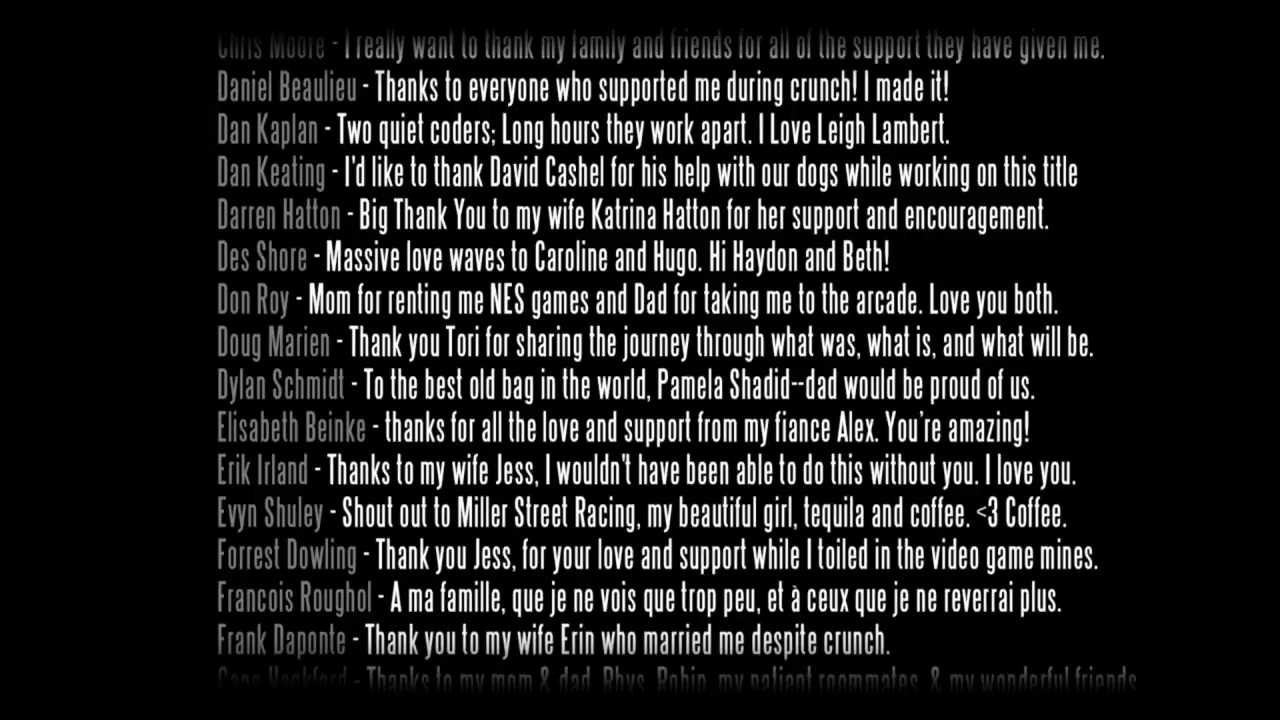 Chris Moore - I really want to thank my family and friends for all of the support they have given me.
Daniel Beaulieu - Thanks to everyone who supported me during crunch! I made it!
Dan Kaplan - Two quiet coders; Long hours they work apart. I Love Leigh Lambert.
Dan Keating - I'd like to thank David Cashel for his help with our dogs while working on this title
Darren Hatton - Big Thank You to my wife Katrina Hatton for her support and encouragement.
Des Shore - Massive love waves to Caroline and Hugo. Hi Haydon and Beth!
Don Roy - Mom for renting me NES games and Dad for taking me to the arcade. Love you both.
Doug Marien - Thank you Tori for sharing the journey through what was, what is, and what will be.
Dylan Schmidt - To the best old bag in the world, Pamela Shadid--dad would be proud of us.
Elisabeth Beinke - thanks for all the love and support from my fiance Alex. You're amazing!
Erik Irland - Thanks to my wife Jess, I wouldn't have been able to do this without you. I love you.
Evyn Shuley - Shout out to Miller Street Racing, my beautiful girl, tequila and coffee. <3 Coffee.
Forrest Dowling - Thank you Jess, for your love and support while I toiled in the video game mines.
Francois Roughol - A ma famille, que je ne vois que trop peu, et à ceux que je ne reverrai plus.
Frank Daponte - Thank you to my wife Erin who married me despite crunch.
- Thanks to my mom & dad, Rhys, Robin, my patient roommates, & my wonderful friends